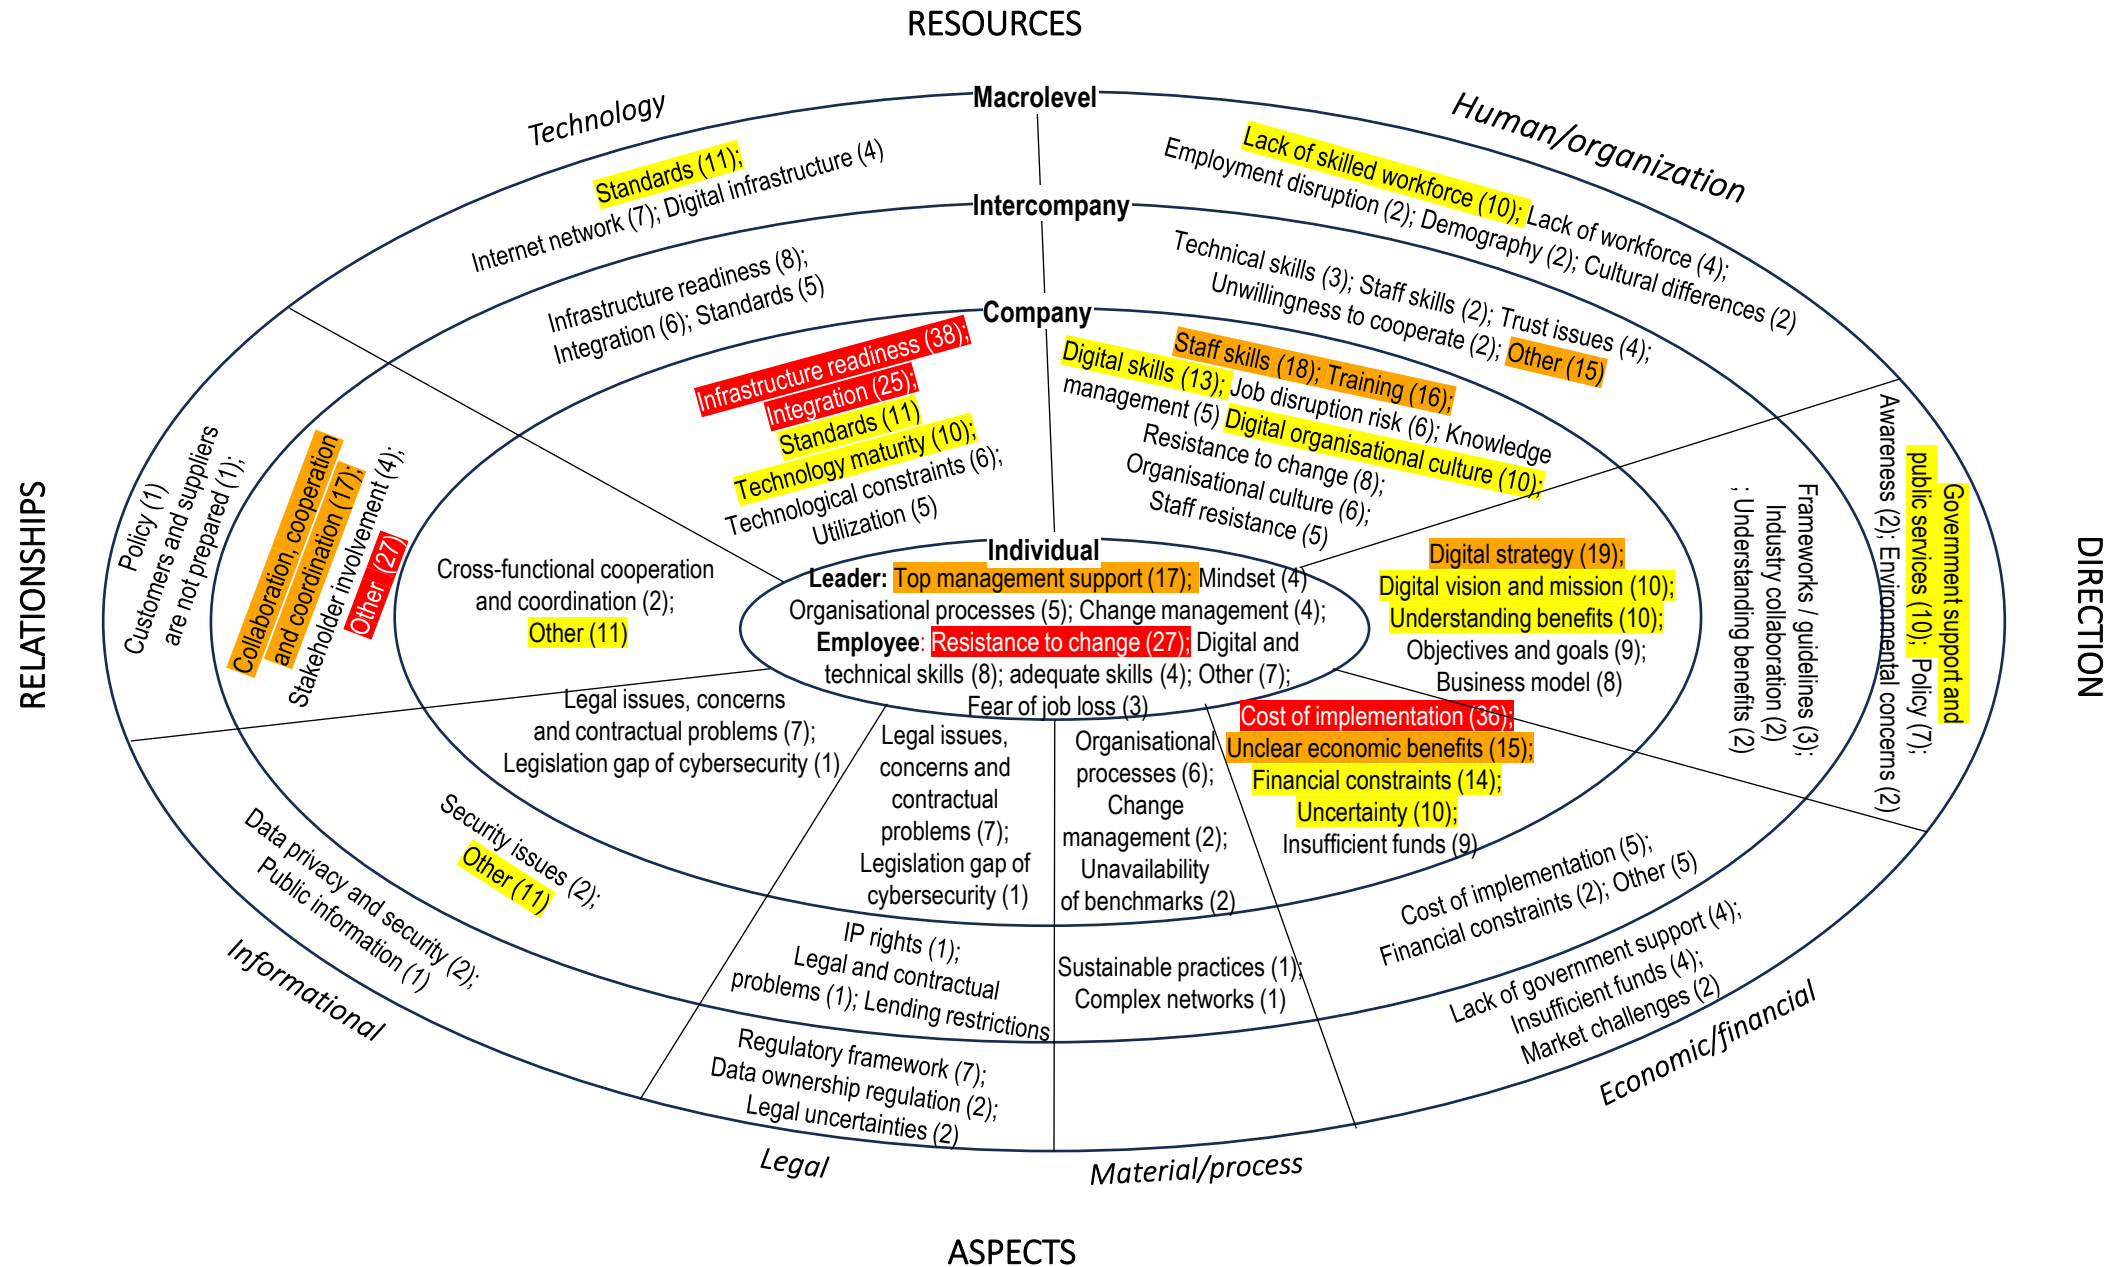 RESOURCES
Macrolevel
Technology
Standards (11);
Internet network (7); Digital infrastructure (4)
Human/organization
Lack of skilled workforce (10); Lack of workforce (4);
Employment disruption (2); Demography (2); Cultural differences (2)
Intercompany
Infrastructure readiness (8);
Integration (6); Standards (5)
Technical skills (3); Staff skills (2); Trust issues (4);
Unwillingness to cooperate (2); Other (15)
Company
Infrastructure readiness (38);
Integration (25);
Standards (11)
Technology maturity (10);
Technological constraints (6);
Utilization (5)
Staff skills (18); Training (16);
Digital skills (13); Job disruption risk (6); Knowledge
management (5) Digital organisational culture (10);
Resistance to change (8);
Organisational culture (6);
Staff resistance (5)
RELATIONSHIPS
Policy (1)
Customers and suppliers
are not prepared (1);
Collaboration, cooperation
and coordination (17);
Stakeholder involvement (4);
Other (27)
Cross-functional cooperation
and coordination (2);
Other (11)
Individual
Leader: Top management support (17); Mindset (4)
Organisational processes (5); Change management (4);
Employee: Resistance to change (27); Digital and
technical skills (8); adequate skills (4); Other (7);
Fear of job loss (3)
Digital strategy (19);
Digital vision and mission (10);
Understanding benefits (10);
Objectives and goals (9);
Business model (8)
Frameworks / guidelines (3);
Industry collaboration (2)
; Understanding benefits (2)
Government support and
public services (10); Policy (7);
Awareness (2); Environmental concerns (2)
DIRECTION
Legal issues, concerns
and contractual problems (7);
Legislation gap of cybersecurity (1)
Security issues (2);
Other (11)
Data privacy and security (2);
Public information (1)
Informational
Legal issues,
concerns and
contractual
problems (7);
Legislation gap of
cybersecurity (1)
IP rights (1);
Legal and contractual
problems (1); Lending restrictions
Regulatory framework (7);
Data ownership regulation (2);
Legal uncertainties (2)
Legal
Organisational
processes (6);
Change
management (2);
Unavailability
of benchmarks (2)
Sustainable practices (1);
Complex networks (1)
Material/process
Cost of implementation (36);
Unclear economic benefits (15);
Financial constraints (14);
Uncertainty (10);
Insufficient funds (9)
Cost of implementation (5);
Financial constraints (2); Other (5)
Lack of government support (4);
Insufficient funds (4);
Market challenges (2)
Economic/financial
ASPECTS